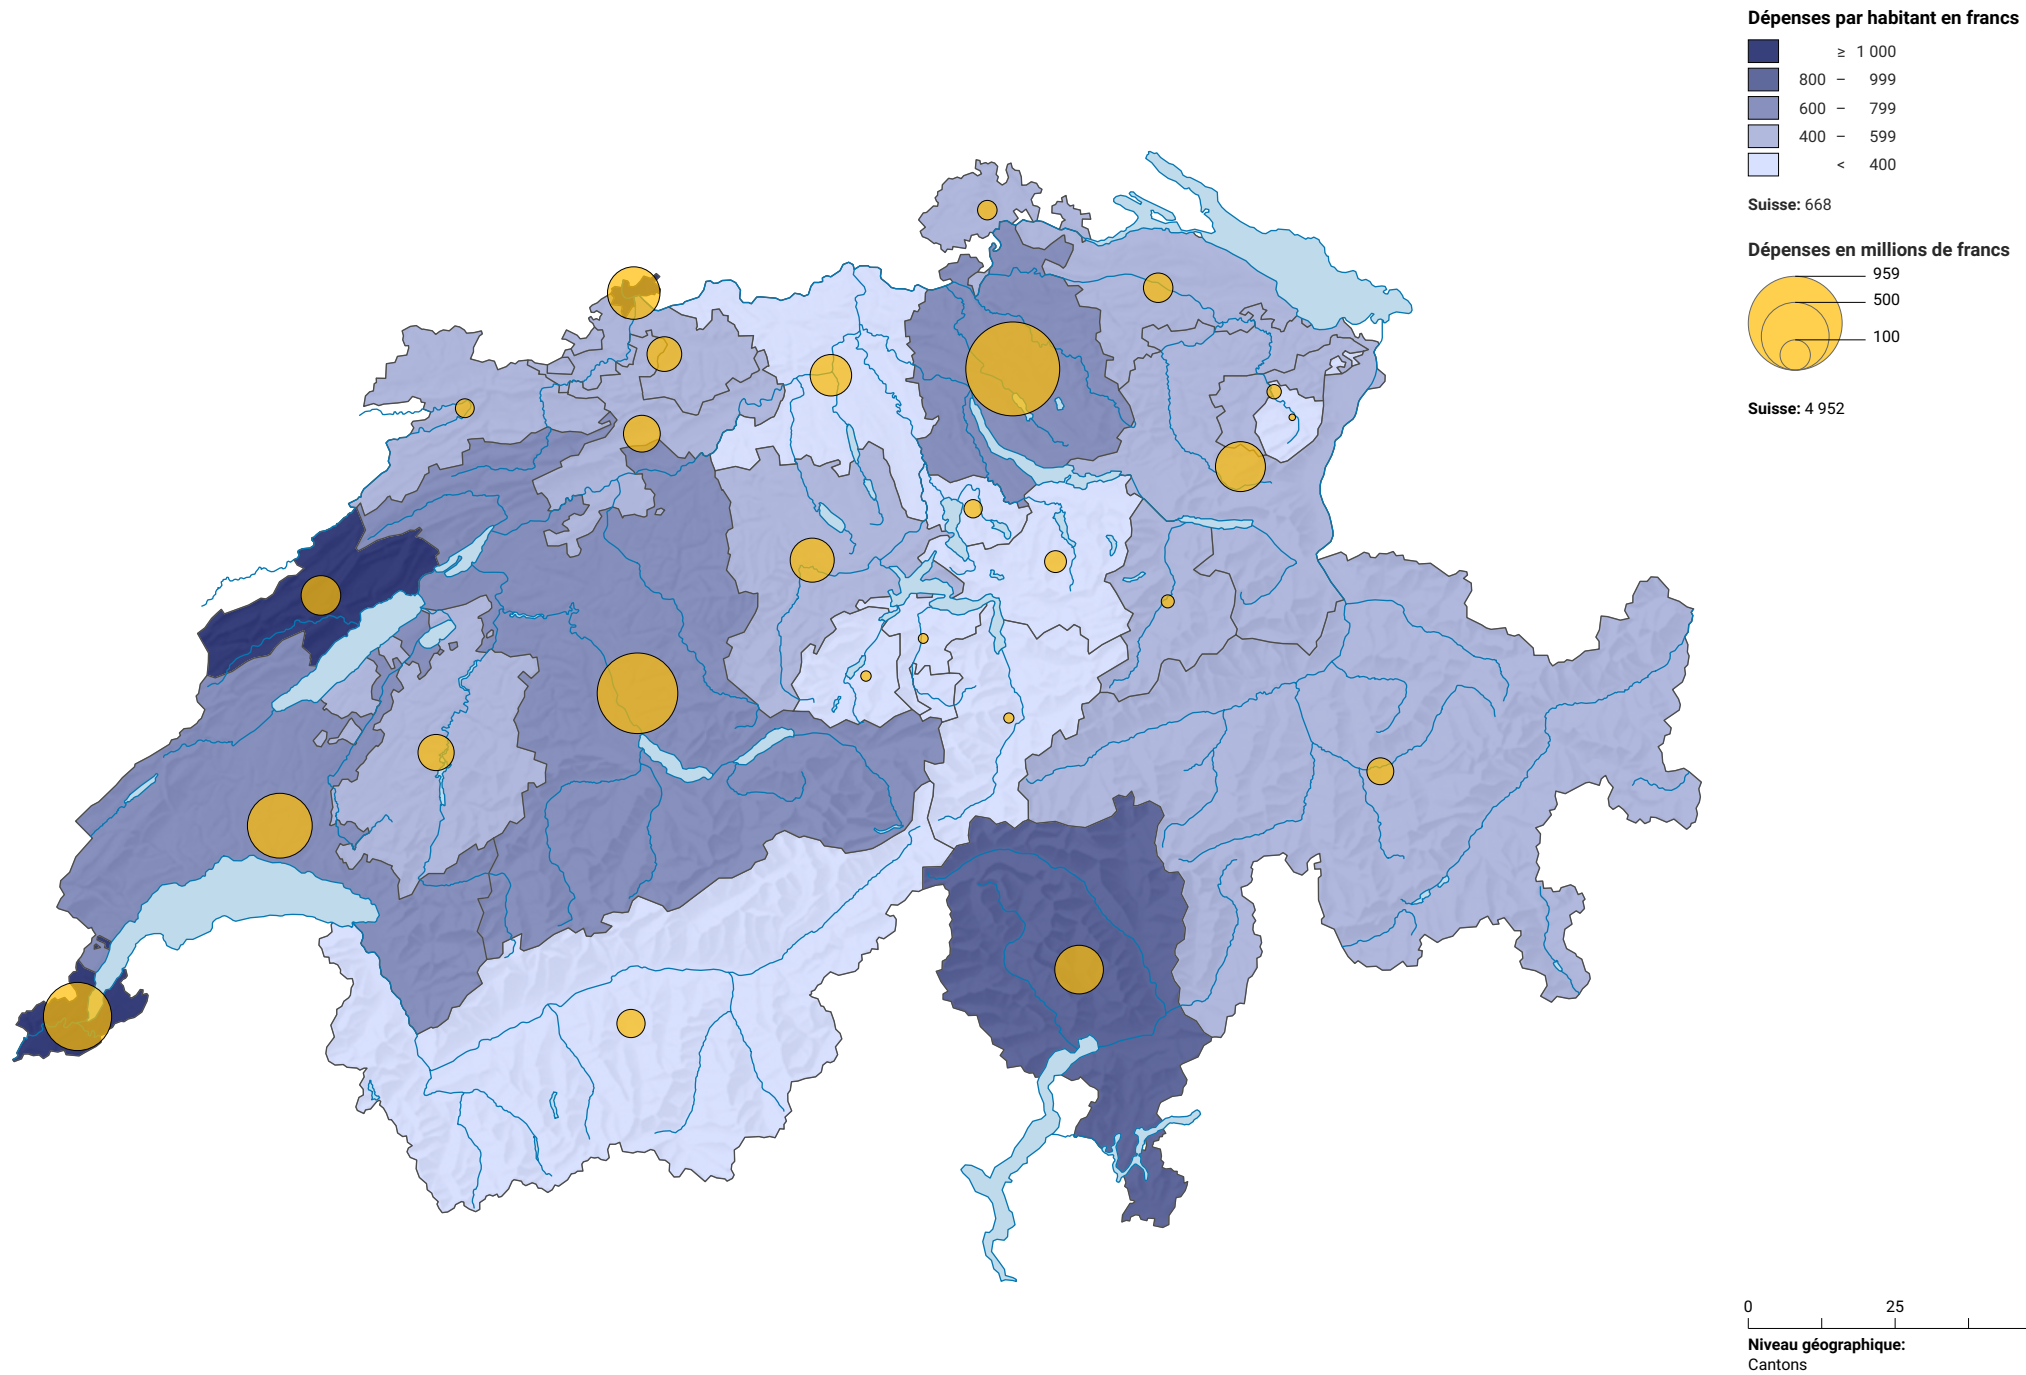 Dépenses par habitant en francs
≥ 1 000
800 – 999
600 – 799
400 – 599
< 400
Suisse: 668
Dépenses en millions de francs
959
500
100
Suisse: 4 952
0 25
Niveau géographique:
Cantons